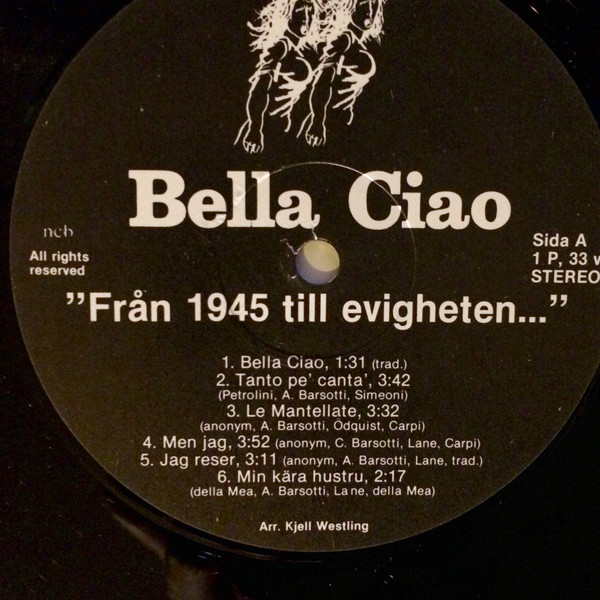 Bella Ciao
ncb
All rights
reserved
Sida A
1 P, 33 v
STEREO
”Från 1945 till evigheten...”
1. Bella Ciao, 1:31 (trad.)
2. Tanto pe' canta', 3:42
(Petrolini, A. Barsotti, Simeoni)
3. Le Mantellate, 3:32
(anonym, A. Barsotti, Ödquist, Carpi)
4. Men jag, 3:52 (anonym, C. Barsotti, Lane, Carpi)
5. Jag reser, 3:11 (anonym, A. Barsotti, Lane, trad.)
6. Min kära hustru, 2:17
(della Mea, A. Barsotti, Lane, della Mea)
Arr. Kjell Westling